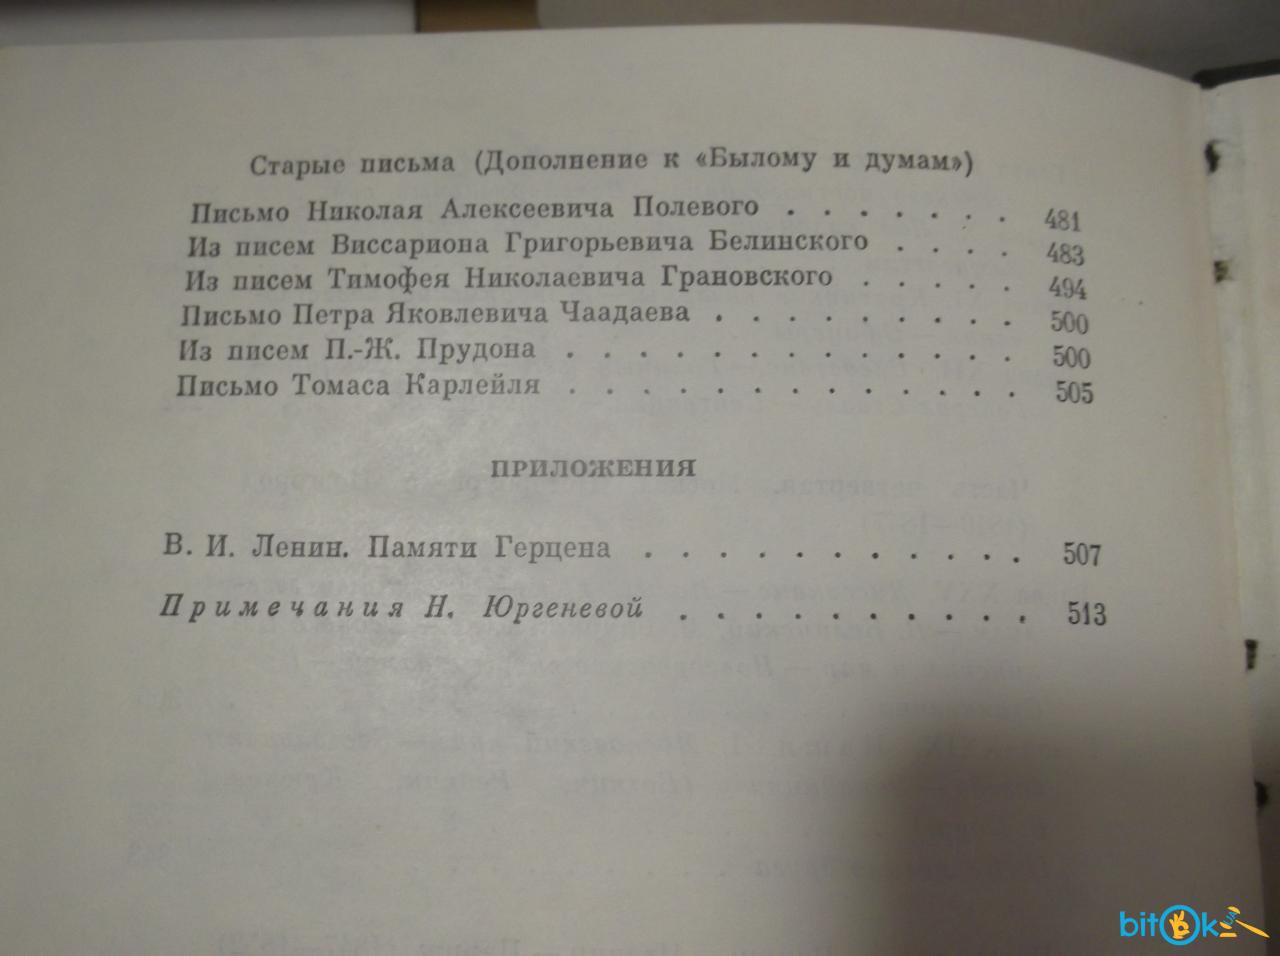 Старые письма (Дополнение к «Былому и думам»)
Письмо Николая Алексеевича Полевого . . . . . . . 481
Из писем Виссариона Григорьевича Белинского . . . . 483
Из писем Тимофея Николаевича Грановского . . . . . 494
Письмо Петра Яковлевича Чаадаева . . . . . . . . . 500
Из писем П.-Ж. Прудона . . . . . . . . . . . . . 500
Письмо Томаса Карлейля . . . . . . . . . . . . . 505
ПРИЛОЖЕНИЯ
В. И. Ленин. Памяти Герцена . . . . . . . . . . . 507
Примечания Н. Юргеневой . . . . . . . . . . 513
bitOk